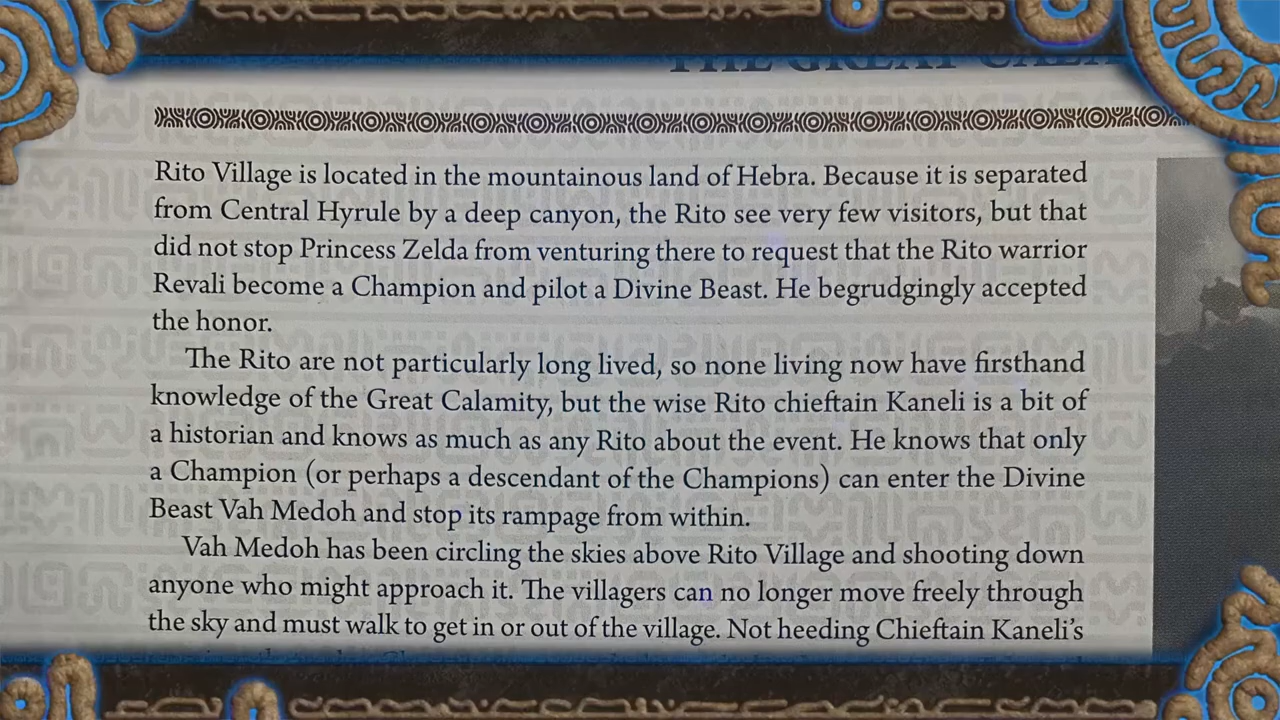 THE GREAT
Rito Village is located in the mountainous land of Hebra. Because it is separated
from Central Hyrule by a deep canyon, the Rito see very few visitors, but that
did not stop Princess Zelda from venturing there to request that the Rito warrior
Revali become a Champion and pilot a Divine Beast. He begrudgingly accepted
the honor.
The Rito are not particularly long lived, so none living now have firsthand
knowledge of the Great Calamity, but the wise Rito chieftain Kaneli is a bit of
a historian and knows as much as any Rito about the event. He knows that only
a Champion (or perhaps a descendant of the Champions) can enter the Divine
Beast Vah Medoh and stop its rampage from within.
Vah Medoh has been circling the skies above Rito Village and shooting down
anyone who might approach it. The villagers can no longer move freely through
the sky and must walk to get in or out of the village. Not heeding Chieftain Kaneli's